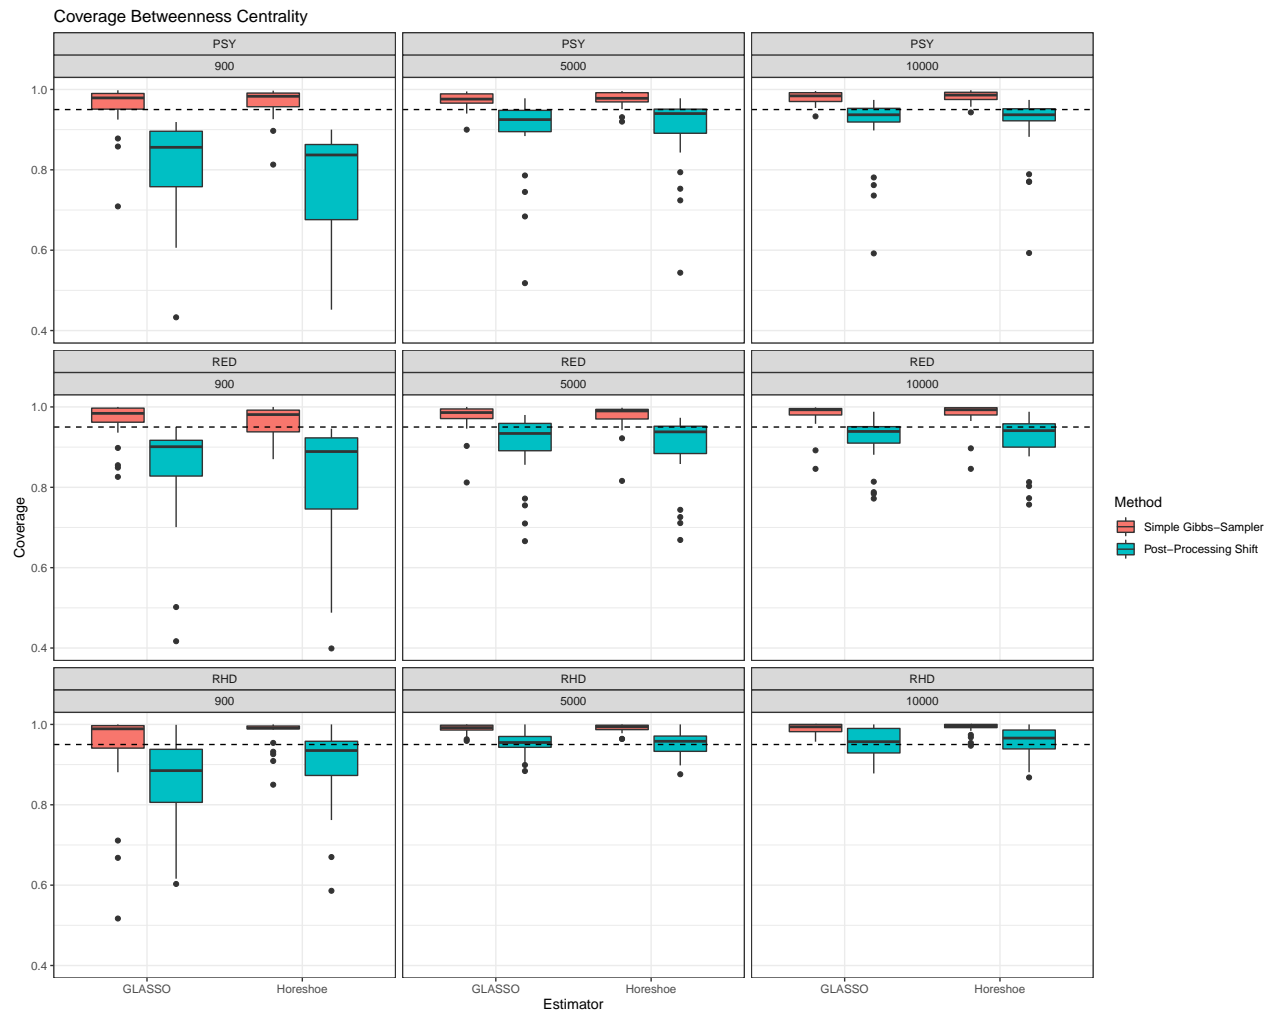 Coverage Betweenness Centrality
PSY
PSY
PSY
900
5000
10000
1.0
0.8
0.6
0.4
RED
RED
RED
900
5000
10000
1.0
0.8
0.6
0.4
RHD
RHD
RHD
900
5000
10000
1.0
0.8
0.6
0.4
Coverage
GLASSO
Horeshoe
GLASSO
Horeshoe
GLASSO
Horeshoe
Estimator
Method
Simple Gibbs−Sampler
Post−Processing Shift